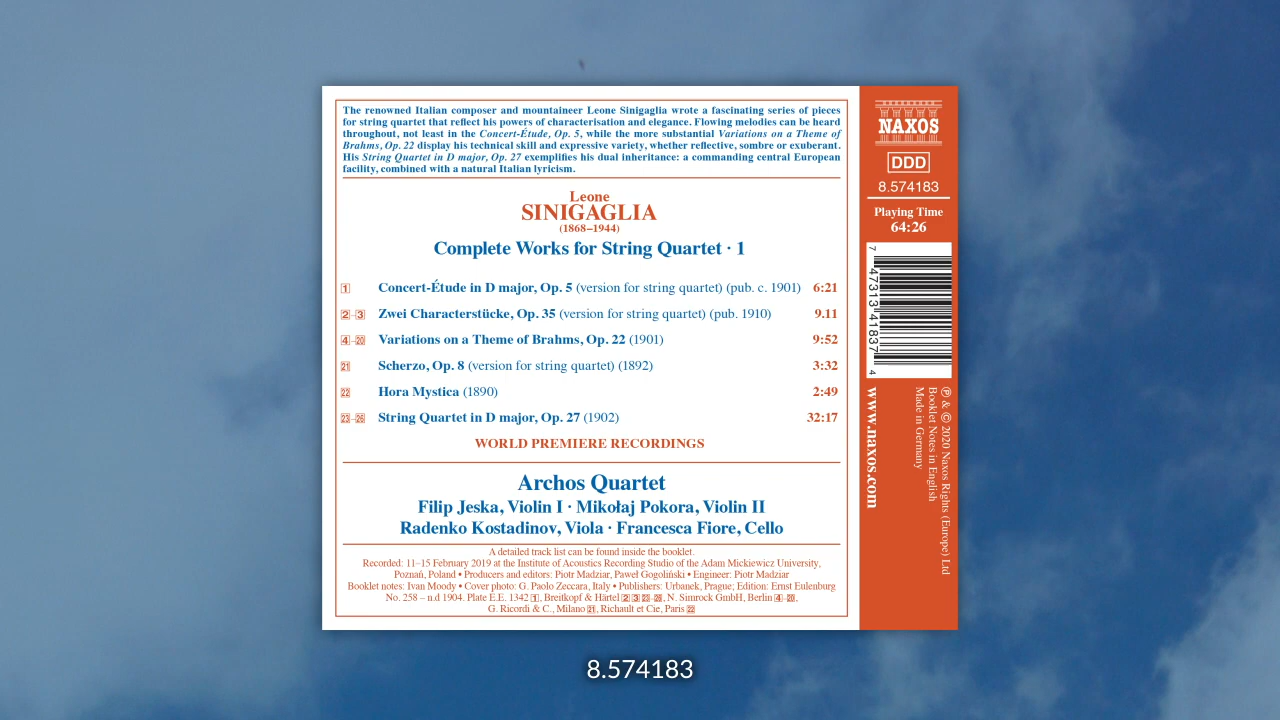 The renowned Italian composer and mountaineer Leone Sinigaglia wrote a fascinating series of pieces
for string quartet that reflect his powers of characterisation and elegance. Flowing melodies can be heard
throughout, not least in the Concert-Étude, Op. 5, while the more substantial Variations on a Theme of
Brahms, Op. 22 display his technical skill and expressive variety, whether reflective, sombre or exuberant.
His String Quartet in D major, Op. 27 exemplifies his dual inheritance: a commanding central European
facility, combined with a natural Italian lyricism.
Leone
SINIGAGLIA
(1868–1944)
Complete Works for String Quartet · 1
1 Concert-Étude in D major, Op. 5 (version for string quartet) (pub. c. 1901) 6:21
2–3 Zwei Characterstücke, Op. 35 (version for string quartet) (pub. 1910) 9.11
4–20 Variations on a Theme of Brahms, Op. 22 (1901) 9:52
21 Scherzo, Op. 8 (version for string quartet) (1892) 3:32
22 Hora Mystica (1890) 2:49
23–26 String Quartet in D major, Op. 27 (1902) 32:17
WORLD PREMIERE RECORDINGS
Archos Quartet
Filip Jeska, Violin I · Mikołaj Pokora, Violin II
Radenko Kostadinov, Viola · Francesca Fiore, Cello
A detailed track list can be found inside the booklet.
Recorded: 11–15 February 2019 at the Institute of Acoustics Recording Studio of the Adam Mickiewicz University,
Poznań, Poland • Producers and editors: Piotr Madziar, Paweł Gogoliński • Engineer: Piotr Madziar
Booklet notes: Ivan Moody • Cover photo: G. Paolo Zeccara, Italy • Publishers: Urbanek, Prague; Edition: Ernst Eulenburg
No. 258 – n.d 1904. Plate E.E. 1342 1, Breitkopf & Härtel 2 3 23–26, N. Simrock GmbH, Berlin 4–20,
G. Ricordi & C., Milano 21, Richault et Cie, Paris 22
NAXOS
DDD
8.574183
Playing Time
64:26
7 47313 41837 4
℗ & © 2020 Naxos Rights (Europe) Ltd
Booklet Notes in English
Made in Germany
www.naxos.com
8.574183